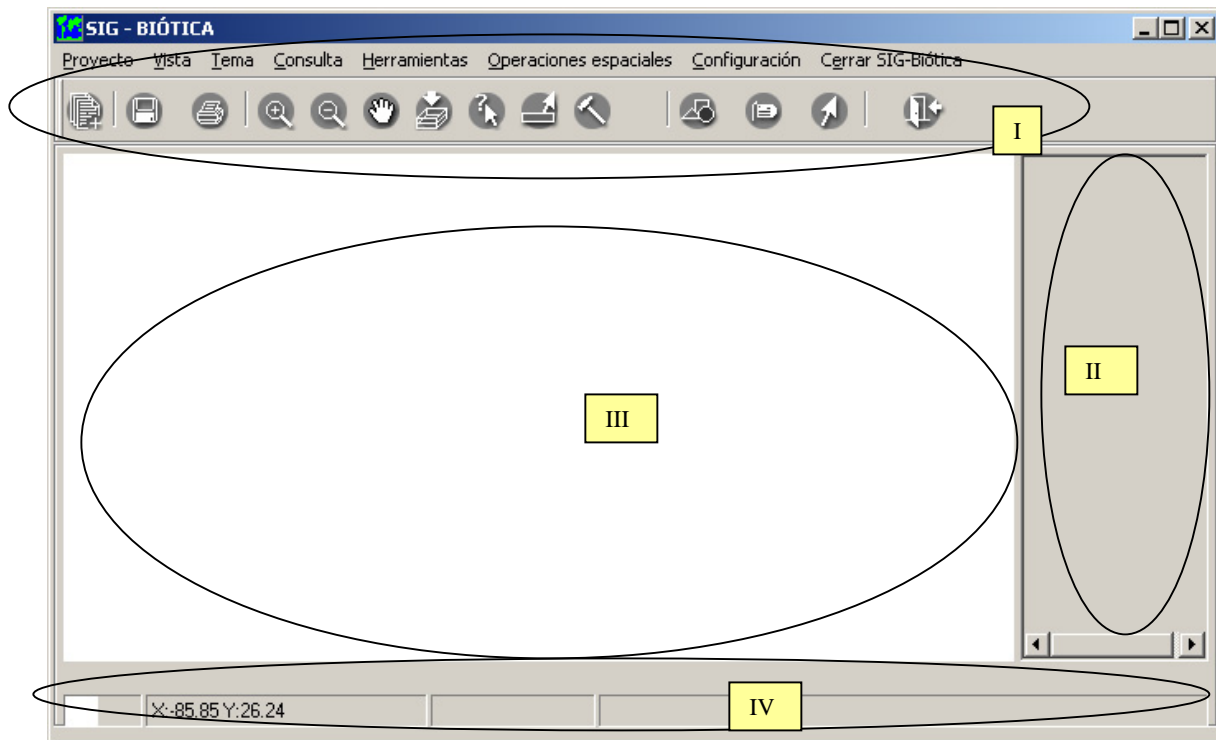 SIG - BIÓTICA
Proyecto Vista Tema Consulta Herramientas Operaciones espaciales Configuración Cerrar SIG-Biótica
I
II
III
X:-85.85 Y:26.24
IV